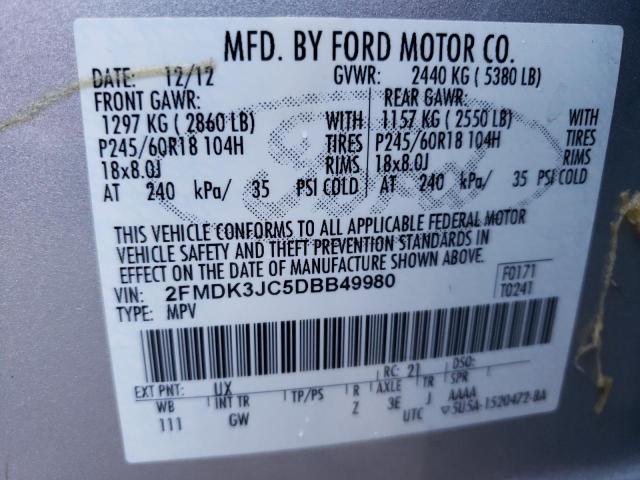 MFD. BY FORD MOTOR CO.
DATE: 12/12 GVWR: 2440 KG ( 5380 LB)
FRONT GAWR: REAR GAWR:
1297 KG ( 2860 LB) WITH 1157 KG ( 2550 LB) WITH
P245/60R18 104H TIRES P245/60R18 104H TIRES
18x8.0J RIMS 18x8.0J RIMS
AT 240 kPa/ 35 PSI COLD AT 240 kPa/ 35 PSI COLD
THIS VEHICLE CONFORMS TO ALL APPLICABLE FEDERAL MOTOR
VEHICLE SAFETY AND THEFT PREVENTION STANDARDS IN
EFFECT ON THE DATE OF MANUFACTURE SHOWN ABOVE.
VIN: 2FMDK3JC5DBB49980 F0171
TYPE: MPV T0241
EXT PNT: UX RC: 21 DSO:
WB INT TR TP/PS R AXLE TR SPR
111 GW Z 3E J AAAA
UTC ▽5U5A-1520472-BA
Ford